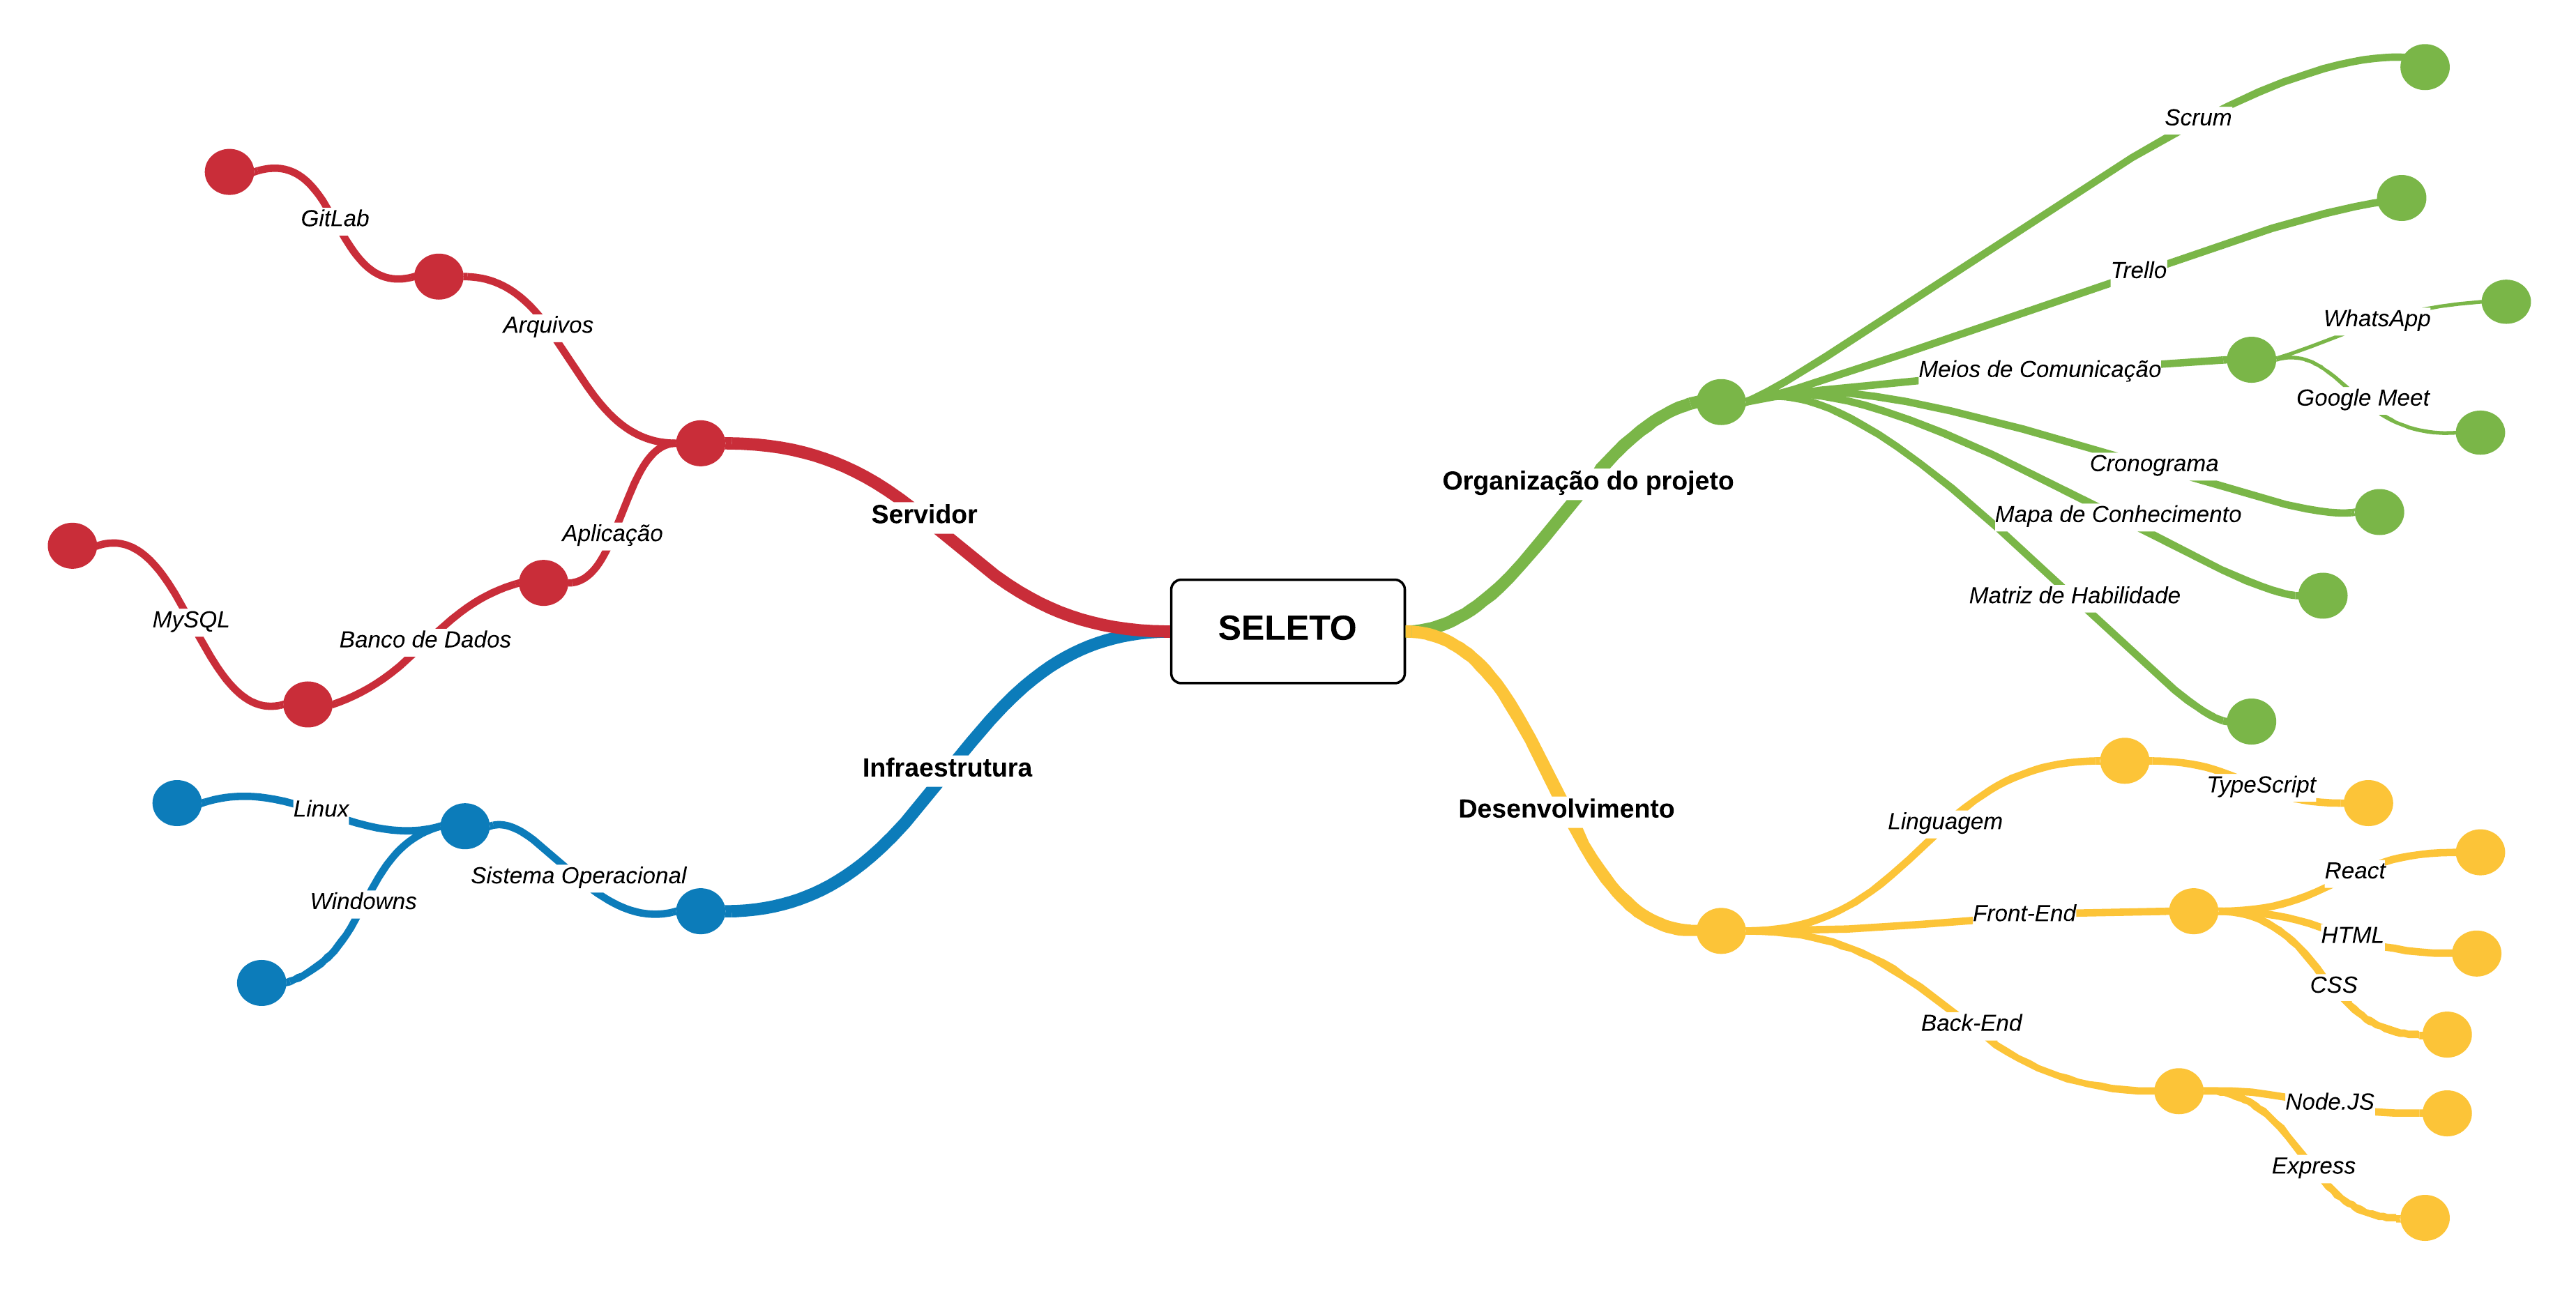 SELETO
Servidor
Arquivos
GitLab
Aplicação
Banco de Dados
MySQL
Infraestrutura
Sistema Operacional
Linux
Windowns
Organização do projeto
Scrum
Trello
Meios de Comunicação
WhatsApp
Google Meet
Cronograma
Mapa de Conhecimento
Matriz de Habilidade
Desenvolvimento
Linguagem
TypeScript
Front-End
React
HTML
CSS
Back-End
Node.JS
Express